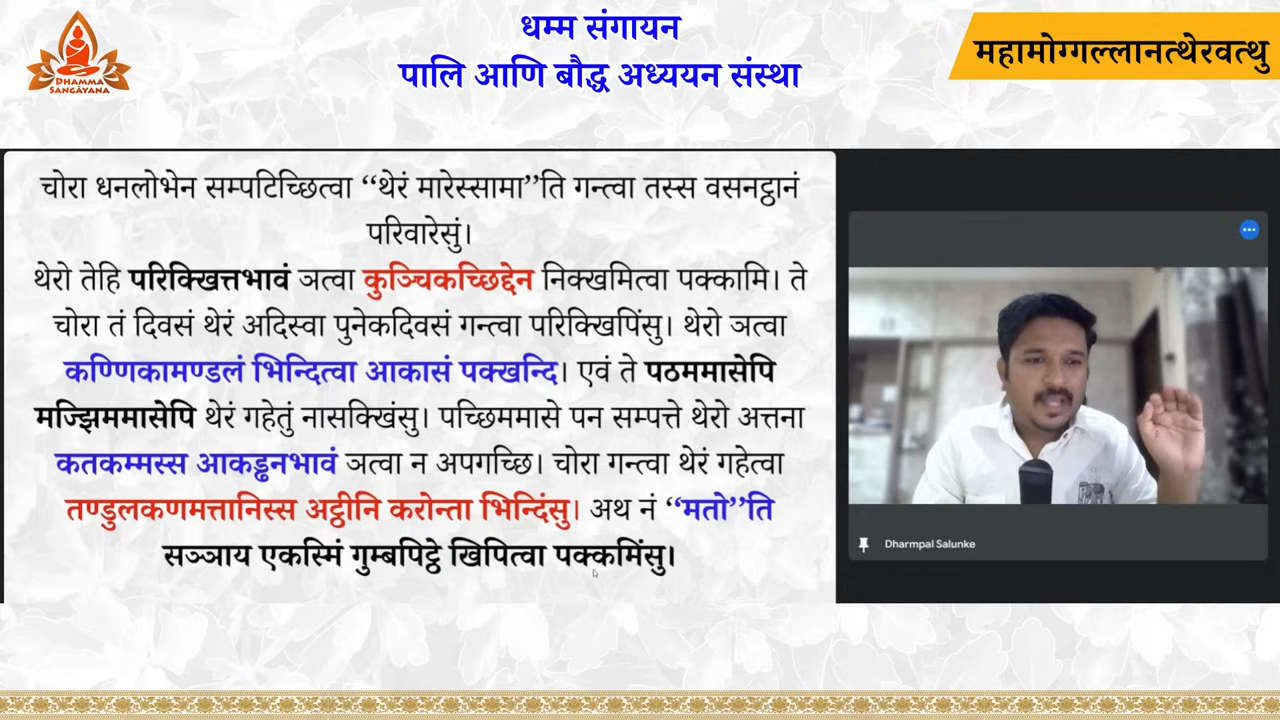 धम्म संगायन
पालि आणि बौद्ध अध्ययन संस्था
महामोग्गल्लानत्थेरवत्थु
DHAMMA
SANGĀYANA
चोरा धनलोभेन सम्पटिच्छित्वा ‘‘थेरं मारेस्सामा’’ति गन्त्वा तस्स वसनट्ठानं
परिवारेसुं।
थेरो तेहि परिक्खित्तभावं ञत्वा कुञ्चिकच्छिद्देन निक्खमित्वा पक्कामि। ते
चोरा तं दिवसं थेरं अदिस्वा पुनेकदिवसं गन्त्वा परिक्खिपिंसु। थेरो ञत्वा
कण्णिकामण्डलं भिन्दित्वा आकासं पक्खन्दि। एवं ते पठममासेपि
मज्झिममासेपि थेरं गहेतुं नासक्खिंसु। पच्छिममासे पन सम्पत्ते थेरो अत्तना
कतकम्मस्स आकड्ढनभावं ञत्वा न अपगच्छि। चोरा गन्त्वा थेरं गहेत्वा
तण्डुलकणमत्तानिस्स अट्ठीनि करोन्ता भिन्दिंसु। अथ नं ‘‘मतो’’ति
सञ्ञाय एकस्मिं गुम्बपिट्ठे खिपित्वा पक्कमिंसु।
Dharmpal Salunke